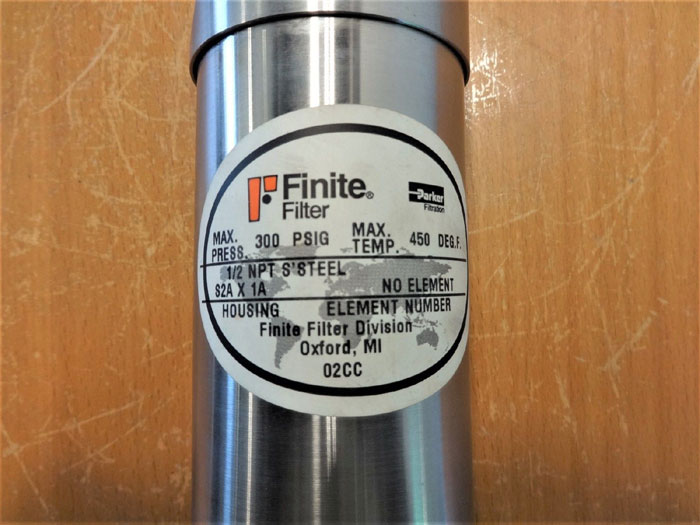 Finite®
Filter
Parker
Filtration
MAX. PRESS. 300 PSIG MAX. TEMP. 450 DEG.F.
1/2 NPT S'STEEL
S2A X 1A NO ELEMENT
HOUSING ELEMENT NUMBER
Finite Filter Division
Oxford, MI
02CC